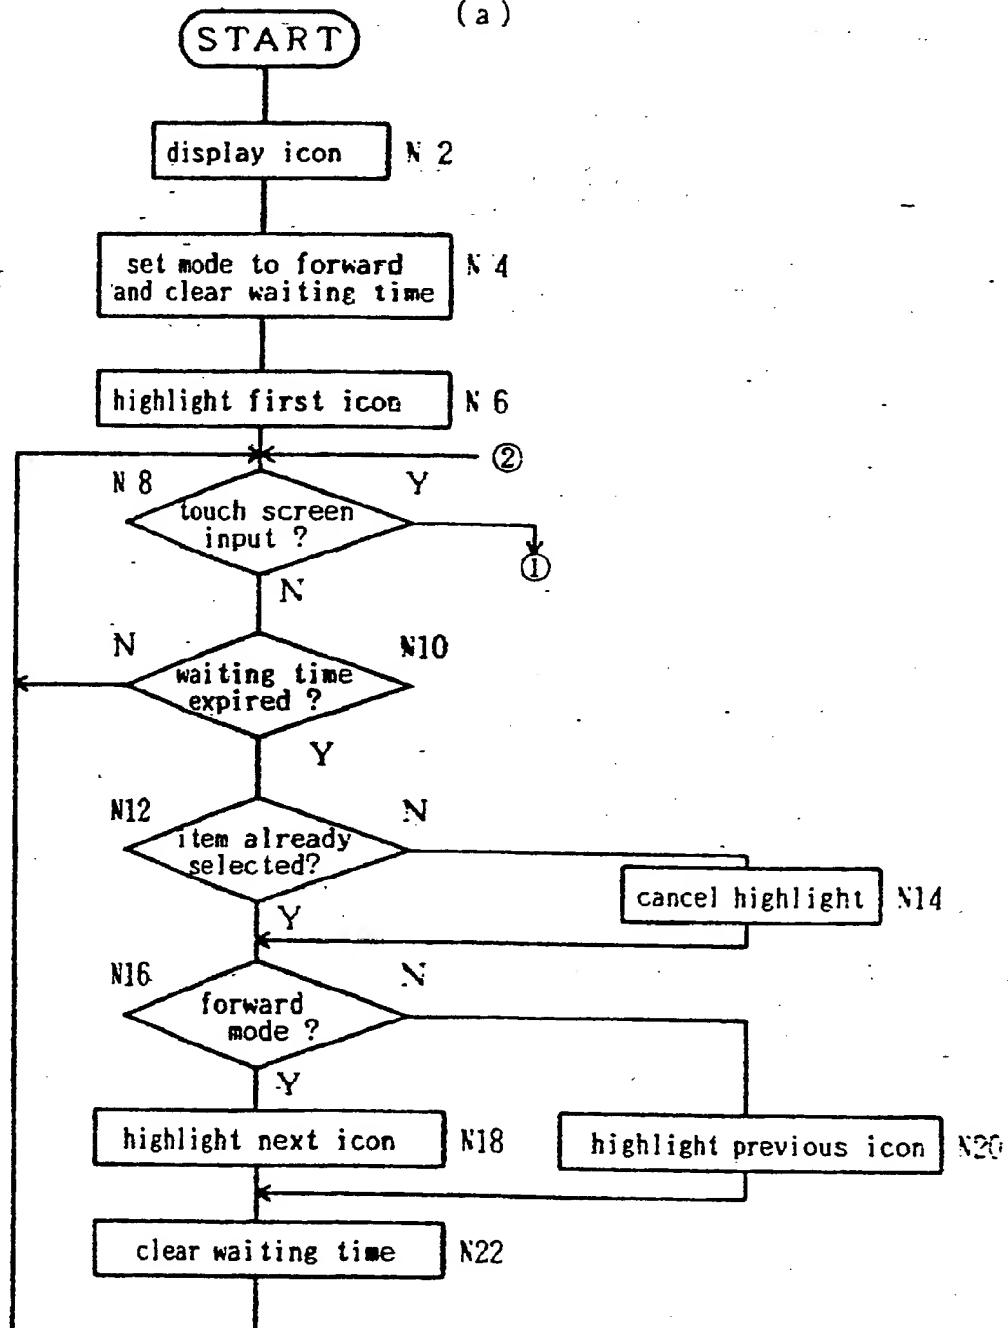 (a)
START
display icon N 2
set mode to forward
and clear waiting time
N 4
highlight first icon N 6
②
N 8
Y
touch screen
input ?
①
N
N
N10
waiting time
expired ?
Y
N12
N
item already
selected?
cancel highlight N14
Y
N16
N
forward
mode ?
Y
highlight next icon N18
highlight previous icon N20
clear waiting time N22